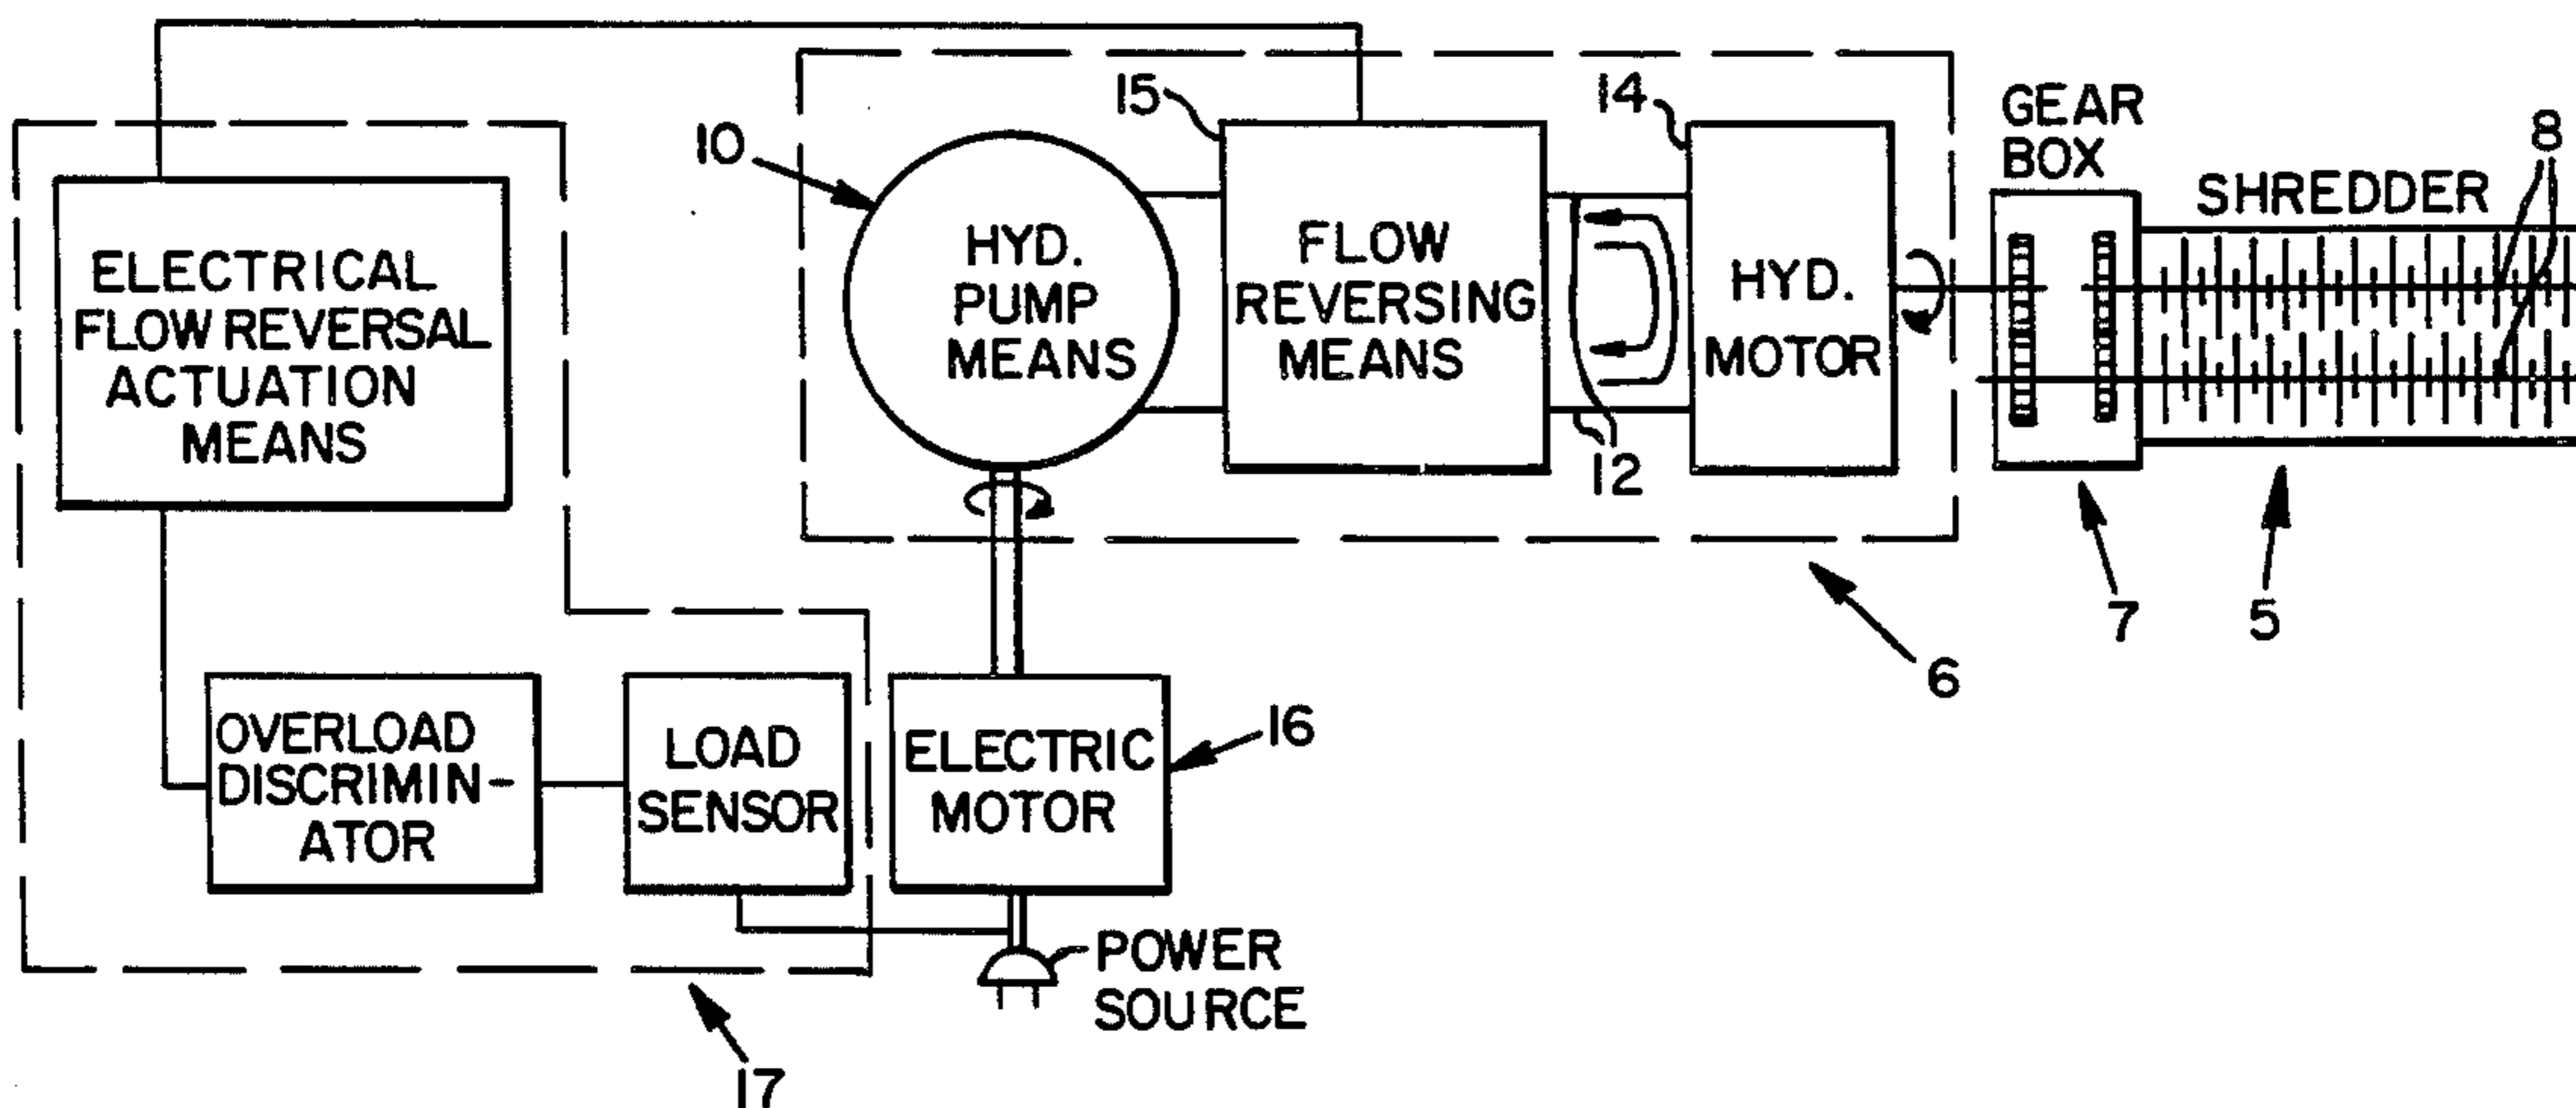 15
14
GEAR
BOX
8
10
SHREDDER
ELECTRICAL
FLOW REVERSAL
ACTUATION
MEANS
HYD.
PUMP
MEANS
FLOW
REVERSING
MEANS
HYD.
MOTOR
12
7
5
6
OVERLOAD
DISCRIMIN-
ATOR
LOAD
SENSOR
ELECTRIC
MOTOR
16
POWER
SOURCE
17